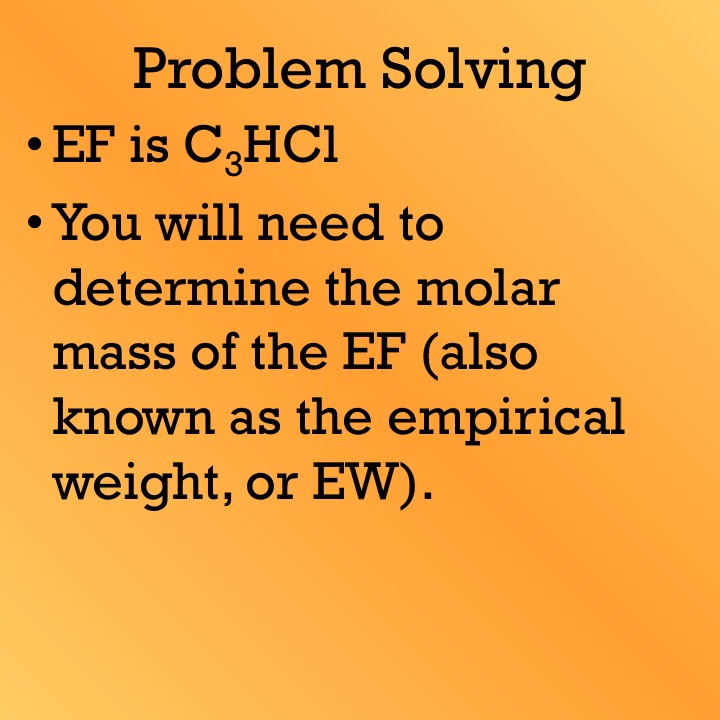 Problem Solving
• EF is C₃HCl
• You will need to
determine the molar
mass of the EF (also
known as the empirical
weight, or EW).